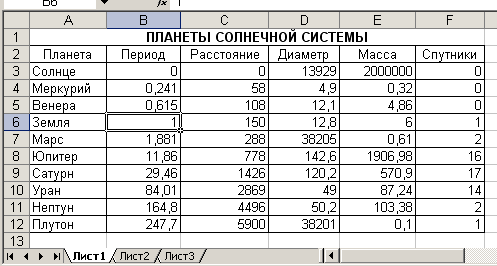 B6
A B C D E F
1 ПЛАНЕТЫ СОЛНЕЧНОЙ СИСТЕМЫ
2 Планета Период Расстояние Диаметр Масса Спутники
3 Солнце 0 0 13929 2000000 0
4 Меркурий 0,241 58 4,9 0,32 0
5 Венера 0,615 108 12,1 4,86 0
6 Земля 1 150 12,8 6 1
7 Марс 1,881 288 38205 0,61 2
8 Юпитер 11,86 778 142,6 1906,98 16
9 Сатурн 29,46 1426 120,2 570,9 17
10 Уран 84,01 2869 49 87,24 14
11 Нептун 164,8 4496 50,2 103,38 2
12 Плутон 247,7 5900 38201 0,1 1
13
Лист1 Лист2 Лист3